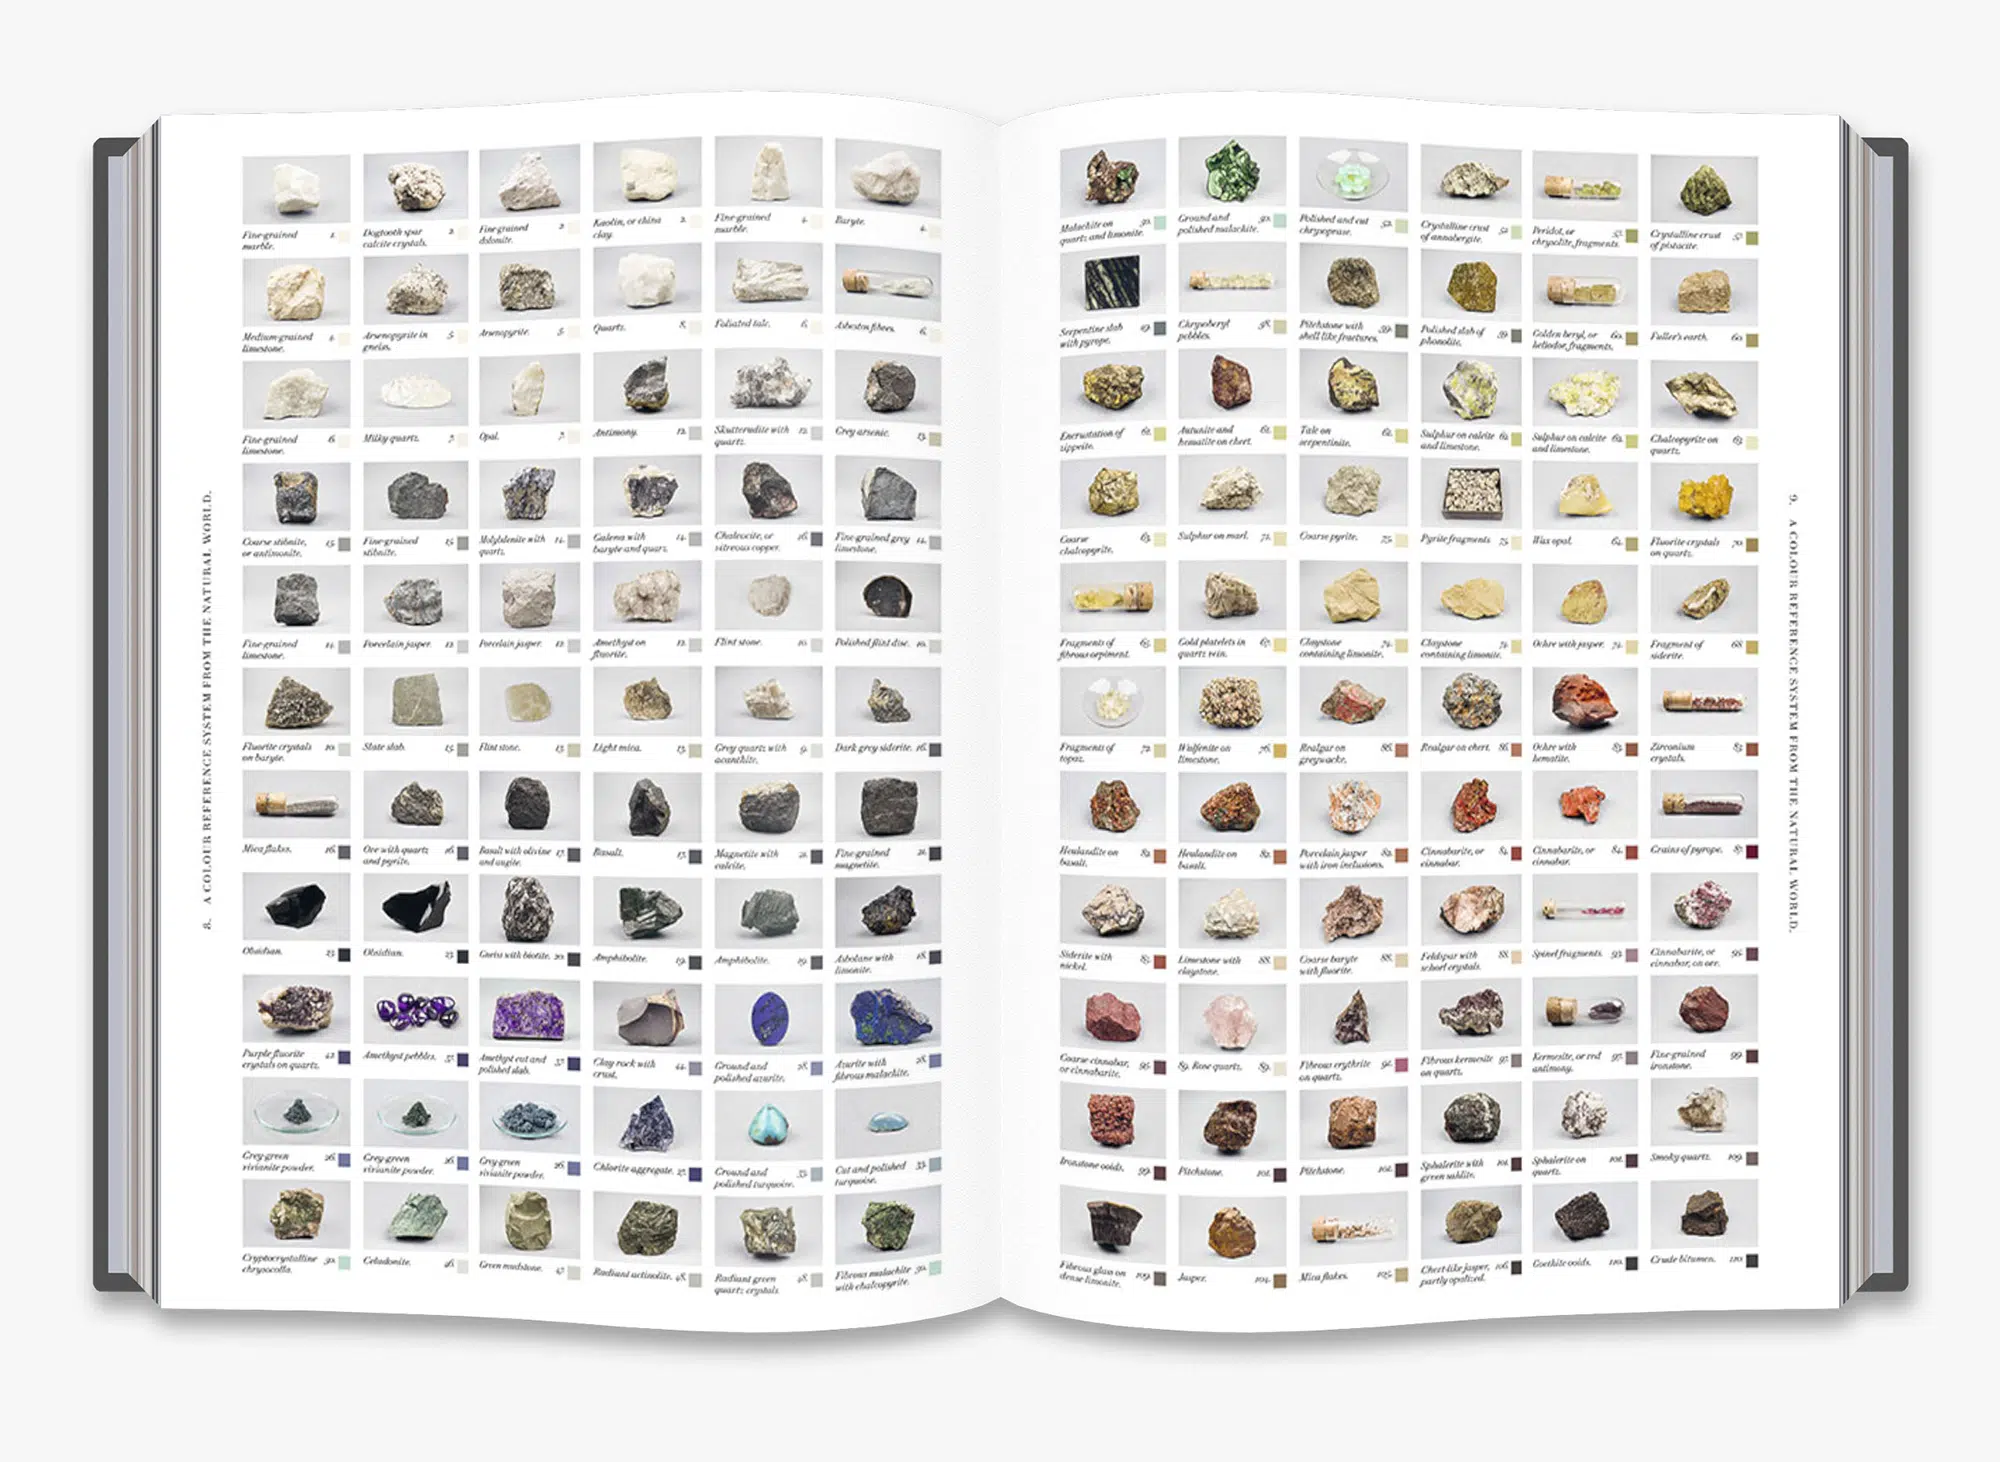 8. A COLOUR REFERENCE SYSTEM FROM THE NATURAL WORLD.
Fine-grained 1.
marble.
Dogtooth spar 2.
calcite crystals.
Fine-grained 2.
dolomite.
Kaolin, or china 2.
clay.
Fine-grained 4.
marble.
Baryte. 4.
Medium-grained 4.
limestone.
Arsenopyrite in 5.
gneiss.
Arsenopyrite. 5.
Quartz. 8.
Foliated talc. 6.
Asbestos fibres. 6.
Fine-grained 6.
limestone.
Milky quartz. 7.
Opal. 7.
Antimony. 12.
Skutterudite with 12.
quartz.
Grey arsenic. 13.
Coarse stibnite, 15.
or antimonite.
Fine-grained 15.
stibnite.
Molybdenite with 14.
quartz.
Galena with 14.
baryte and quarz.
Chalcocite, or 16.
vitreous copper.
Fine-grained grey 14.
limestone.
Fine-grained 14.
limestone.
Porcelain jasper. 12.
Porcelain jasper. 12.
Amethyst on 12.
fluorite.
Flint stone. 10.
Polished flint disc. 10.
Fluorite crystals 10.
on baryte.
Slate slab. 15.
Flint stone. 13.
Light mica. 13.
Grey quartz with 9.
acanthite.
Dark grey siderite. 16.
Mica flakes. 16.
Ore with quartz 16.
and pyrite.
Basalt with olivine 17.
and augite.
Basalt. 17.
Magnetite with 21.
calcite.
Fine-grained 21.
magnetite.
Obsidian. 23.
Obsidian. 23.
Gneiss with biotite. 20.
Amphibolite. 19.
Amphibolite. 19.
Asbolane with 18.
limonite.
Purple fluorite 42.
crystals on quartz.
Amethyst pebbles. 37.
Amethyst cut and 37.
polished slab.
Clay rock with 44.
crust.
Ground and 28.
polished azurite.
Azurite with 28.
fibrous malachite.
Grey-green 26.
vivianite powder.
Grey-green 26.
vivianite powder.
Grey-green 26.
vivianite powder.
Chlorite aggregate. 27.
Ground and 33.
polished turquoise.
Cut and polished 33.
turquoise.
Cryptocrystalline 50.
chrysocolla.
Celadonite. 46.
Green mudstone. 47.
Radiant actinolite. 48.
Radiant green 48.
quartz crystals.
Fibrous malachite 50.
with chalcopyrite.
Malachite on 50.
quartz and limonite.
Ground and 50.
polished malachite.
Polished and cut 52.
chrysoprase.
Crystalline crust 52.
of annabergite.
Peridot, or 57.
chrysolite, fragments.
Crystalline crust 57.
of pistacite.
Serpentine slab 49.
with pyrope.
Chrysoberyl 58.
pebbles.
Pitchstone with 59.
shell like fractures.
Polished slab of 59.
phonolite.
Golden beryl, or 60.
heliodor, fragments.
Fuller's earth. 60.
Encrustation of 62.
zippeite.
Autunite and 62.
hematite on chert.
Talc on 62.
serpentinite.
Sulphur on calcite 62.
and limestone.
Sulphur on calcite 62.
and limestone.
Chalcopyrite on 63.
quartz.
Coarse 63.
chalcopyrite.
Sulphur on marl. 72.
Coarse pyrite. 75.
Pyrite fragments 75.
Wax opal. 64.
Fluorite crystals 70.
on quartz.
Fragments of 65.
fibrous orpiment.
Gold platelets in 67.
quartz vein.
Claystone 74.
containing limonite.
Claystone 74.
containing limonite.
Ochre with jasper. 74.
Fragment of 68.
siderite.
Fragments of 72.
topaz.
Wulfenite on 76.
limestone.
Realgar on 86.
greywacke.
Realgar on chert. 86.
Ochre with 83.
hematite.
Zirconium 83.
crystals.
Heulandite on 82.
basalt.
Heulandite on 82.
basalt.
Porcelain jasper 82.
with iron inclusions.
Cinnabarite, or 84.
cinnabar.
Cinnabarite, or 84.
cinnabar.
Grains of pyrope. 87.
Siderite with 85.
nickel.
Limestone with 88.
claystone.
Coarse baryte 88.
with fluorite.
Feldspar with 88.
schorl crystals.
Spinel fragments. 93.
Cinnabarite, or 96.
cinnabar, on ore.
Coarse cinnabar, 96.
or cinnabarite.
89. Rose quartz. 89.
Fibrous erythrite 94.
on quartz.
Fibrous kermesite 97.
on quartz.
Kermesite, or red 97.
antimony.
Fine-grained 99.
ironstone.
Ironstone ooids. 99.
Pitchstone. 101.
Pitchstone. 101.
Sphalerite with 101.
green sahlite.
Sphalerite on 101.
quartz.
Smoky quartz. 109.
Fibrous glass on 109.
dense limonite.
Jasper. 104.
Mica flakes. 105.
Chert-like jasper, 106.
partly opalized.
Goethite ooids. 110.
Crude bitumen. 110.
9. A COLOUR REFERENCE SYSTEM FROM THE NATURAL WORLD.